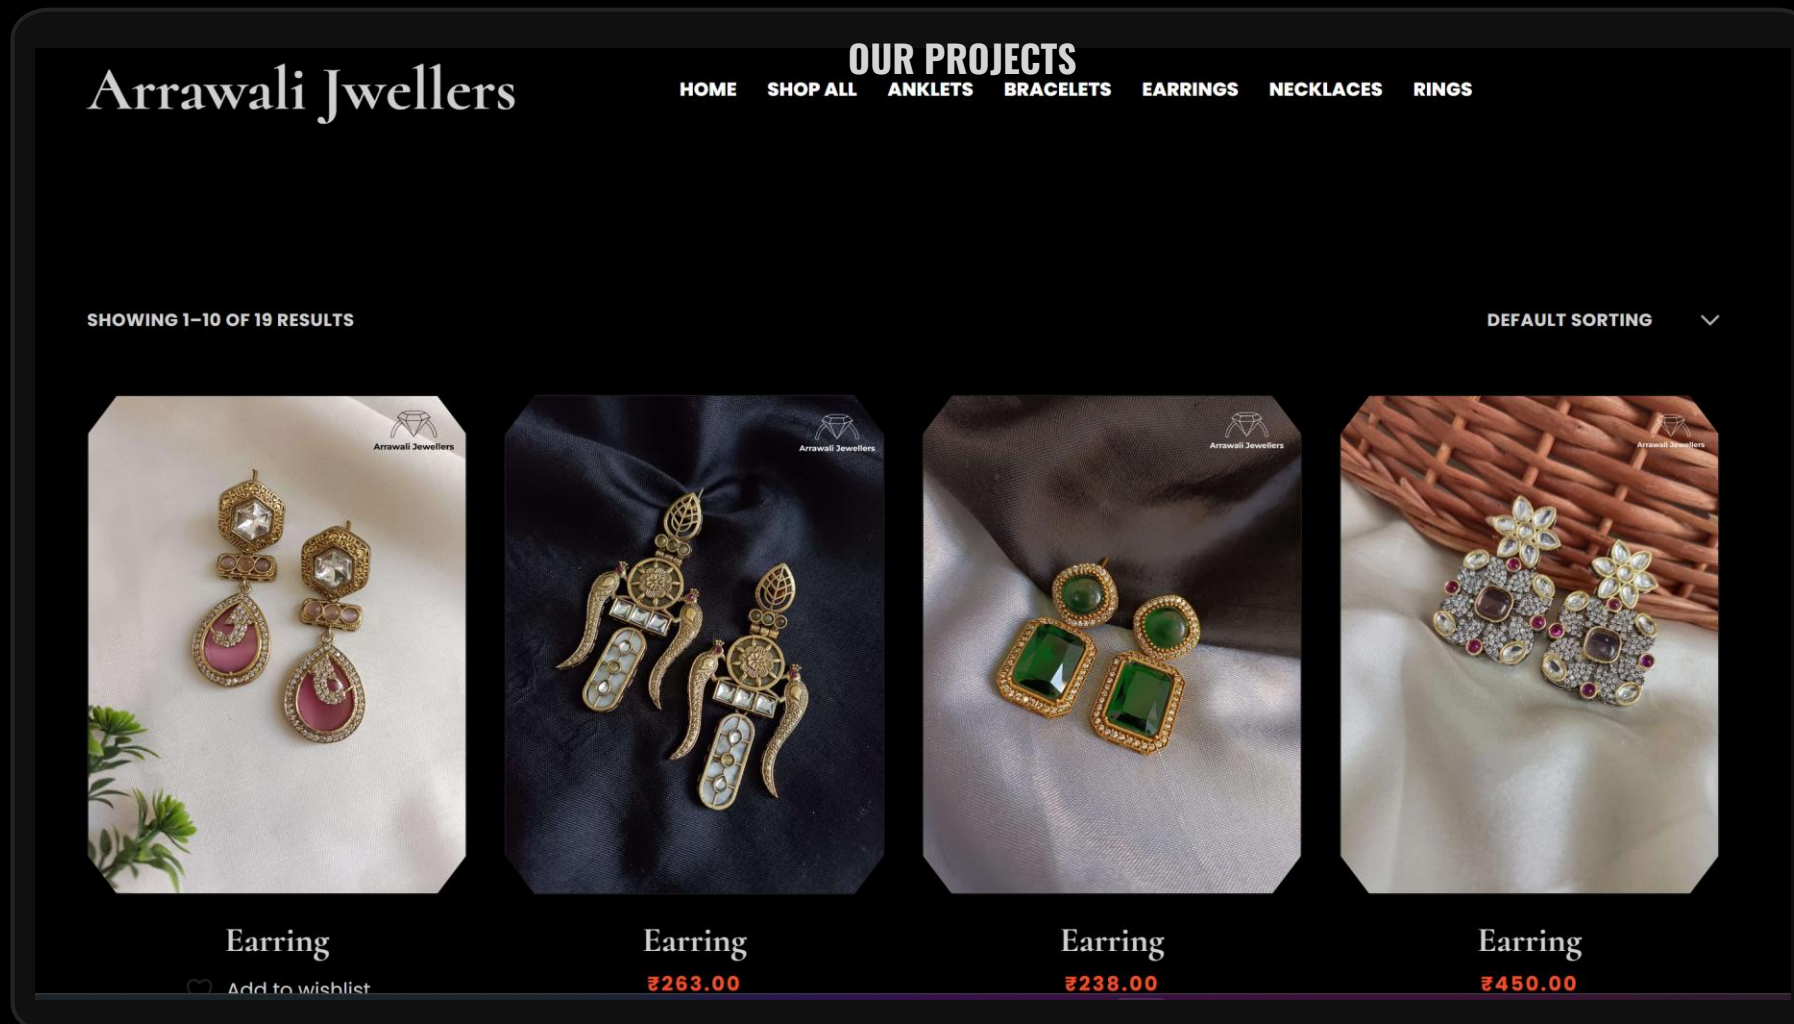 OUR PROJECTS
Arrawali Jwellers
HOME SHOP ALL ANKLETS BRACELETS EARRINGS NECKLACES RINGS
SHOWING 1–10 OF 19 RESULTS
DEFAULT SORTING
Arrawali Jewellers
Arrawali Jewellers
Arrawali Jewellers
Arrawali Jewellers
Earring
Earring
Earring
Earring
Add to wishlist
₹263.00
₹238.00
₹450.00